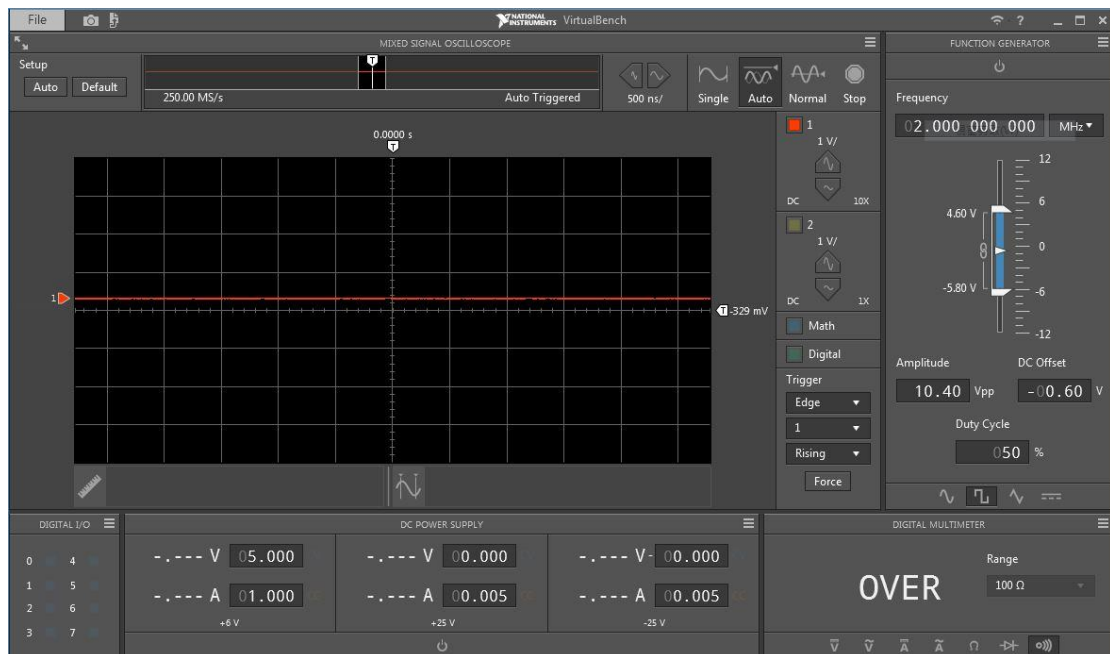 File
NATIONAL INSTRUMENTS VirtualBench
MIXED SIGNAL OSCILLOSCOPE
Setup
Auto Default
250.00 MS/s Auto Triggered
500 ns/
Single Auto Normal Stop
0.0000 s
T
1
-329 mV
1
1 V/
DC 10X
2
1 V/
DC 1X
Math
Digital
Trigger
Edge
1
Rising
Force
FUNCTION GENERATOR
Frequency
02.000 000 000 MHz
12
6
0
-6
-12
4.60 V
-5.80 V
Amplitude DC Offset
10.40 Vpp -00.60 V
Duty Cycle
050 %
DIGITAL I/O
0 4
1 5
2 6
3 7
DC POWER SUPPLY
-.--- V 05.000 -.--- V 00.000 -.--- V -00.000
-.--- A 01.000 -.--- A 00.005 -.--- A 00.005
+6 V +25 V -25 V
DIGITAL MULTIMETER
OVER
Range
100 Ω
V V A A Ω